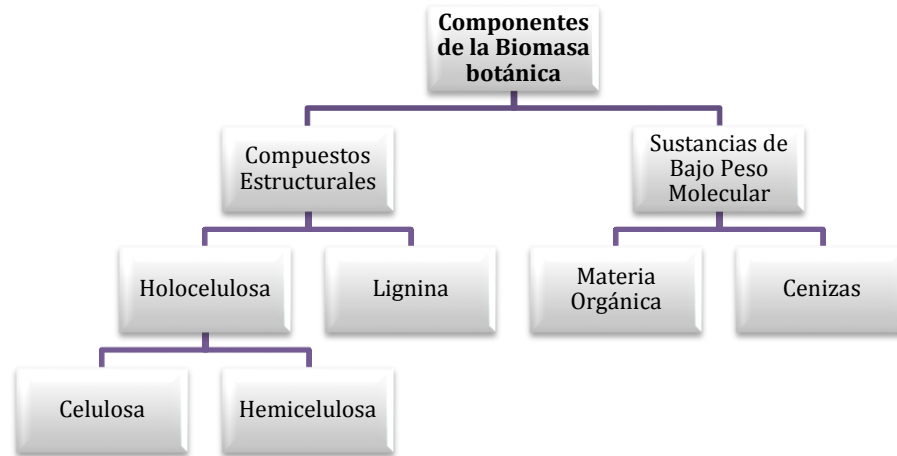 Componentes
de la Biomasa
botánica
Compuestos
Estructurales
Sustancias de
Bajo Peso
Molecular
Holocelulosa
Lignina
Materia
Orgánica
Cenizas
Celulosa
Hemicelulosa